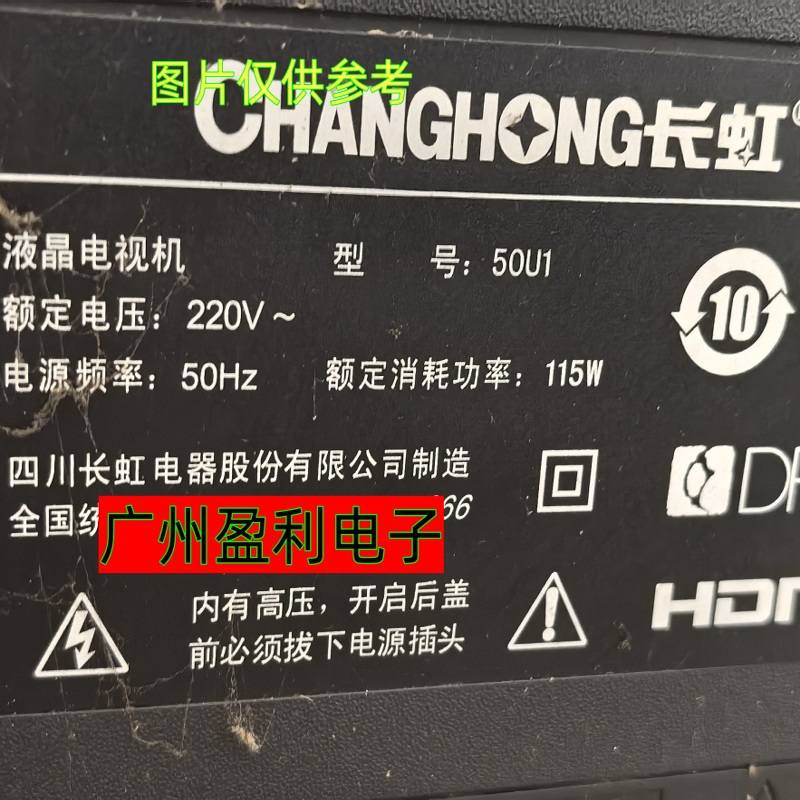 图片仅供参考
CHANGHONG长虹
液晶电视机 型 号：50U1
额定电压：220V～
10
电源频率：50Hz 额定消耗功率：115W
四川长虹电器股份有限公司制造
全国统 66
广州盈利电子
内有高压，开启后盖
前必须拔下电源插头